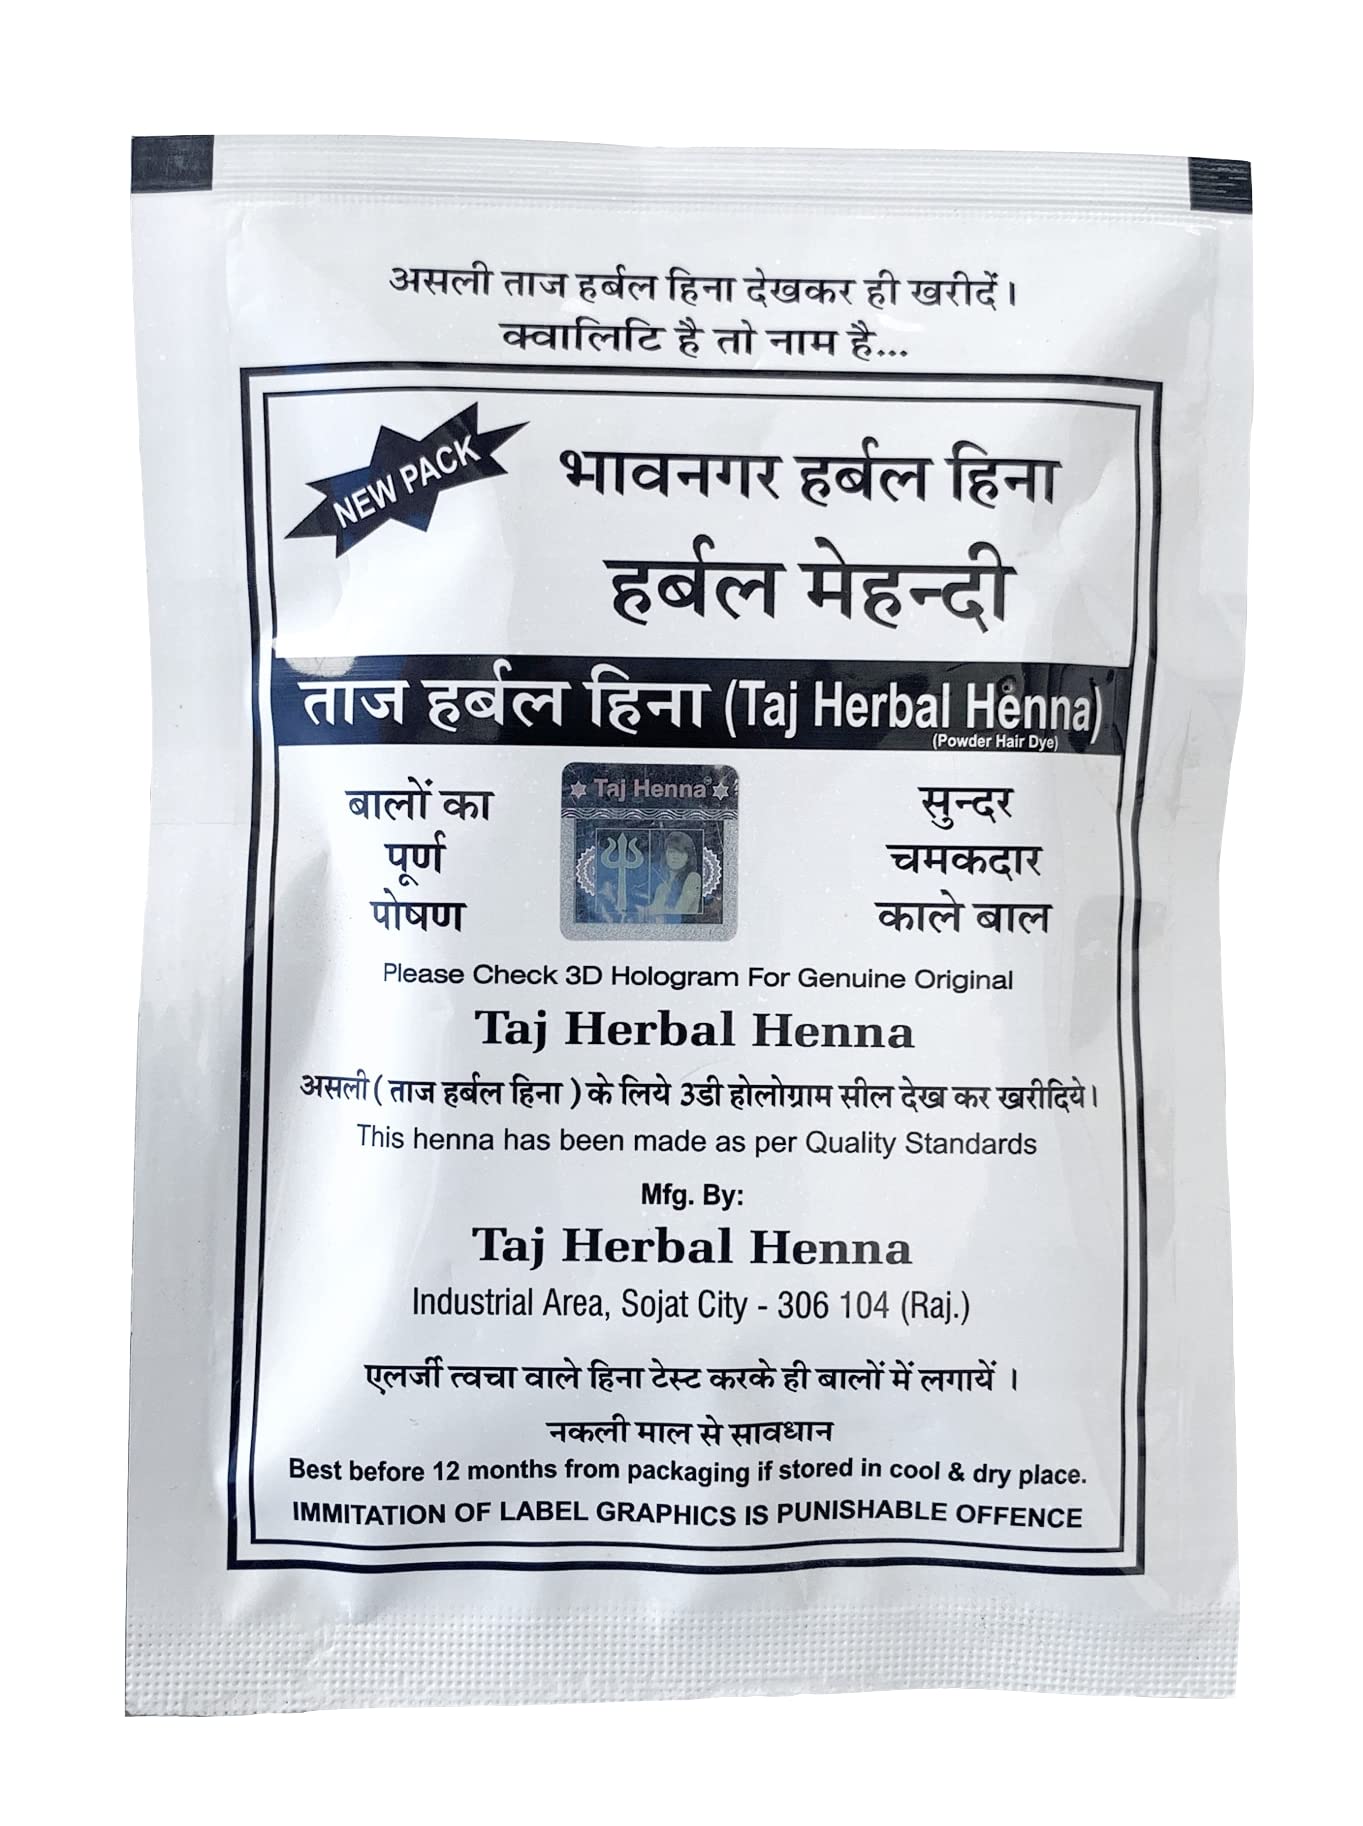 असली ताज हर्बल हिना देखकर ही खरीदें।
क्वालिटि है तो नाम है...
NEW PACK
भावनगर हर्बल हिना
हर्बल मेहन्दी
ताज हर्बल हिना (Taj Herbal Henna)
(Powder Hair Dye)
बालों का
पूर्ण
पोषण
Taj Henna
सुन्दर
चमकदार
काले बाल
Please Check 3D Hologram For Genuine Original
Taj Herbal Henna
असली ( ताज हर्बल हिना ) के लिये 3डी होलोग्राम सील देख कर खरीदिये।
This henna has been made as per Quality Standards
Mfg. By:
Taj Herbal Henna
Industrial Area, Sojat City - 306 104 (Raj.)
एलर्जी त्वचा वाले हिना टेस्ट करके ही बालों में लगायें ।
नकली माल से सावधान
Best before 12 months from packaging if stored in cool & dry place.
IMMITATION OF LABEL GRAPHICS IS PUNISHABLE OFFENCE